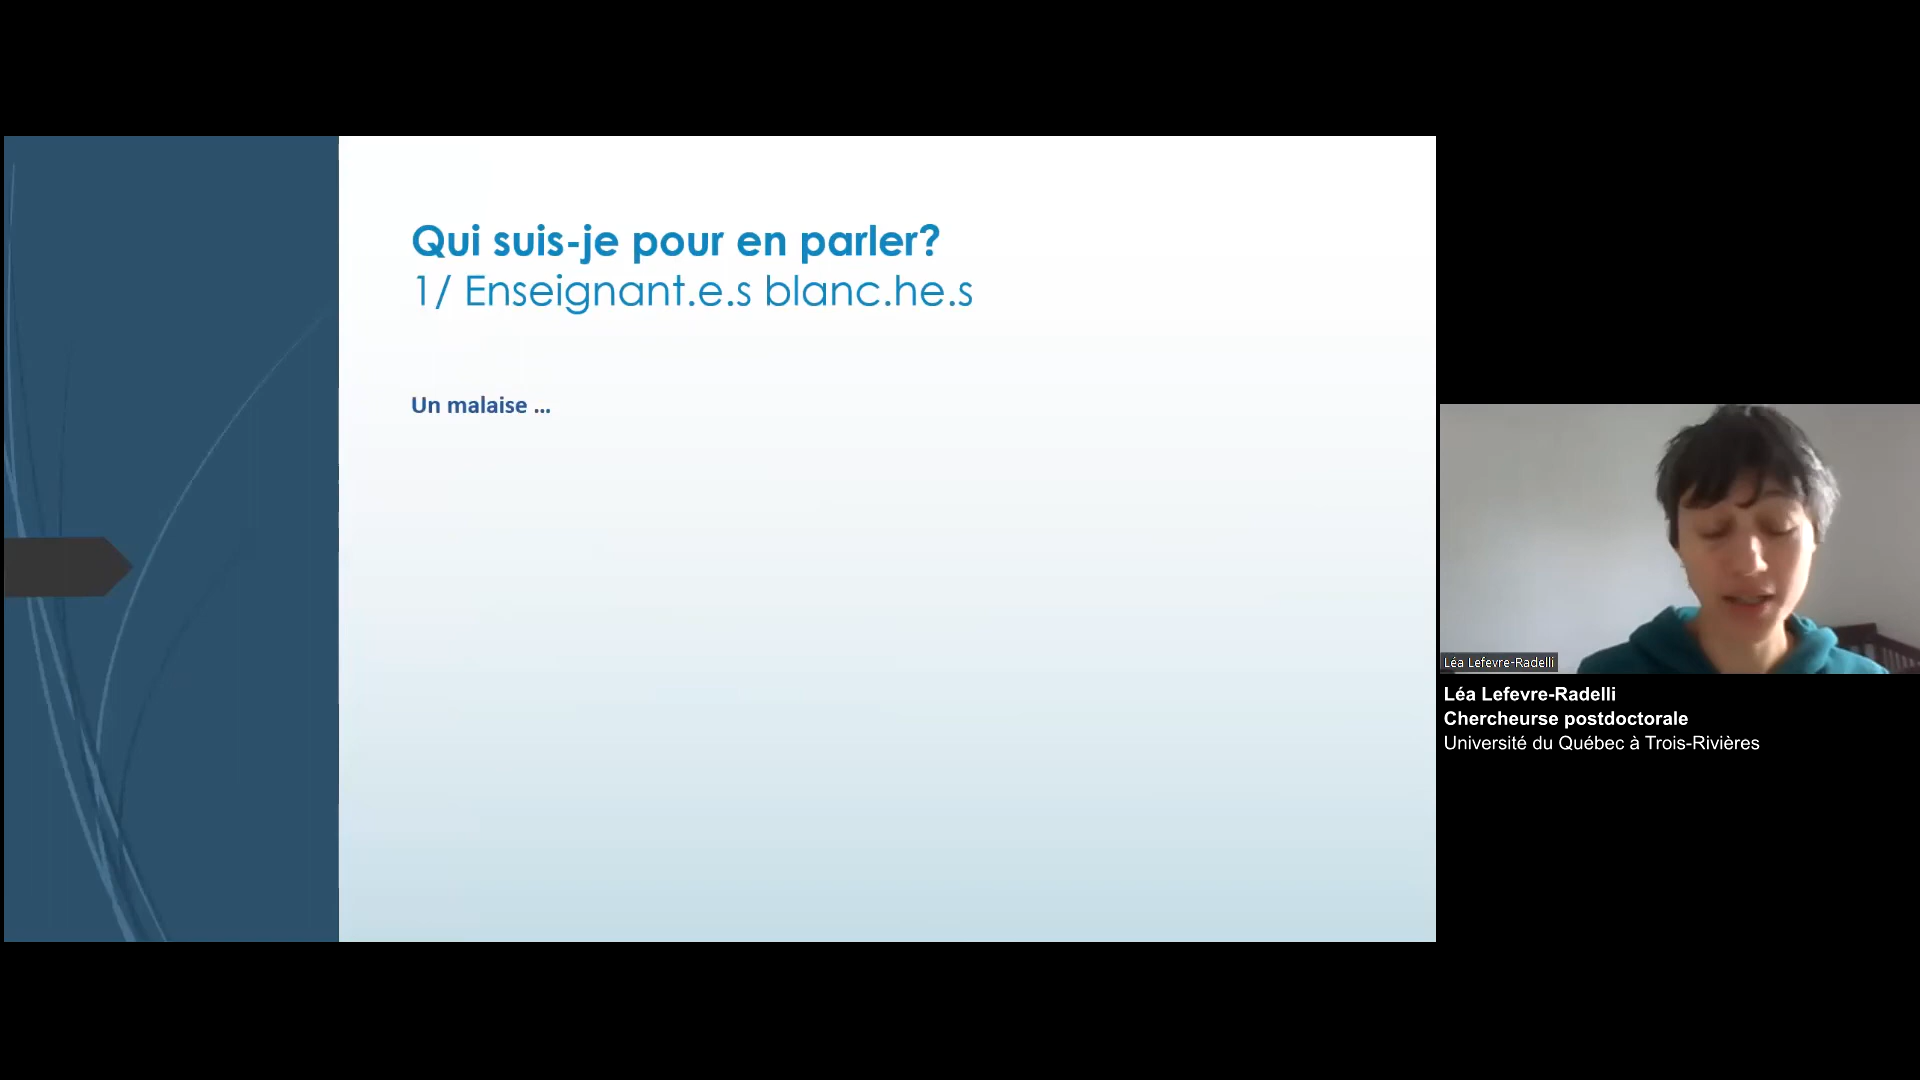 Qui suis-je pour en parler?
1/ Enseignant.e.s blanc.he.s
Un malaise ...
Léa Lefevre-Radelli
Léa Lefevre-Radelli
Chercheurse postdoctorale
Université du Québec à Trois-Rivières